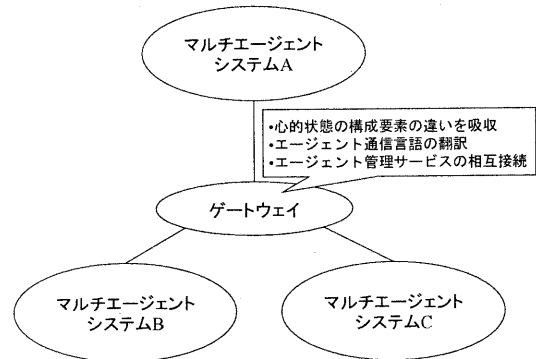 マルチエージェント
システムA
•心的状態の構成要素の違いを吸収
•エージェント通信言語の翻訳
•エージェント管理サービスの相互接続
ゲートウェイ
マルチエージェント
システムB
マルチエージェント
システムC